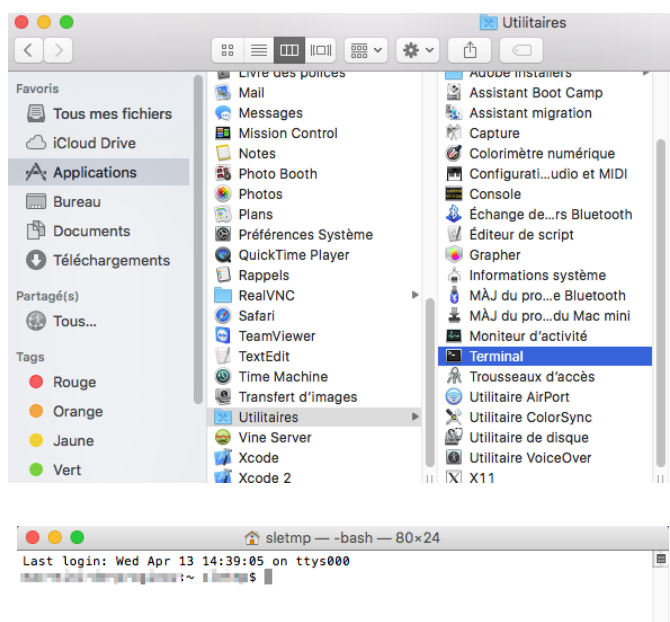 Utilitaires
Favoris
Tous mes fichiers
iCloud Drive
Applications
Bureau
Documents
Téléchargements
Partagé(s)
Tous...
Tags
Rouge
Orange
Jaune
Vert
Livre des polices
Mail
Messages
Mission Control
Notes
Photo Booth
Photos
Plans
Préférences Système
QuickTime Player
Rappels
RealVNC
Safari
TeamViewer
TextEdit
Time Machine
Transfert d'images
Utilitaires
Vine Server
Xcode
Xcode 2
Adobe Installers
Assistant Boot Camp
Assistant migration
Capture
Colorimètre numérique
Configurati...udio et MIDI
Console
Échange de...rs Bluetooth
Éditeur de script
Grapher
Informations système
MÀJ du pro...e Bluetooth
MÀJ du pro...du Mac mini
Moniteur d'activité
Terminal
Trousseaux d'accès
Utilitaire AirPort
Utilitaire ColorSync
Utilitaire de disque
Utilitaire VoiceOver
X11
sletmp — -bash — 80×24
Last login: Wed Apr 13 14:39:05 on ttys000
:~ $